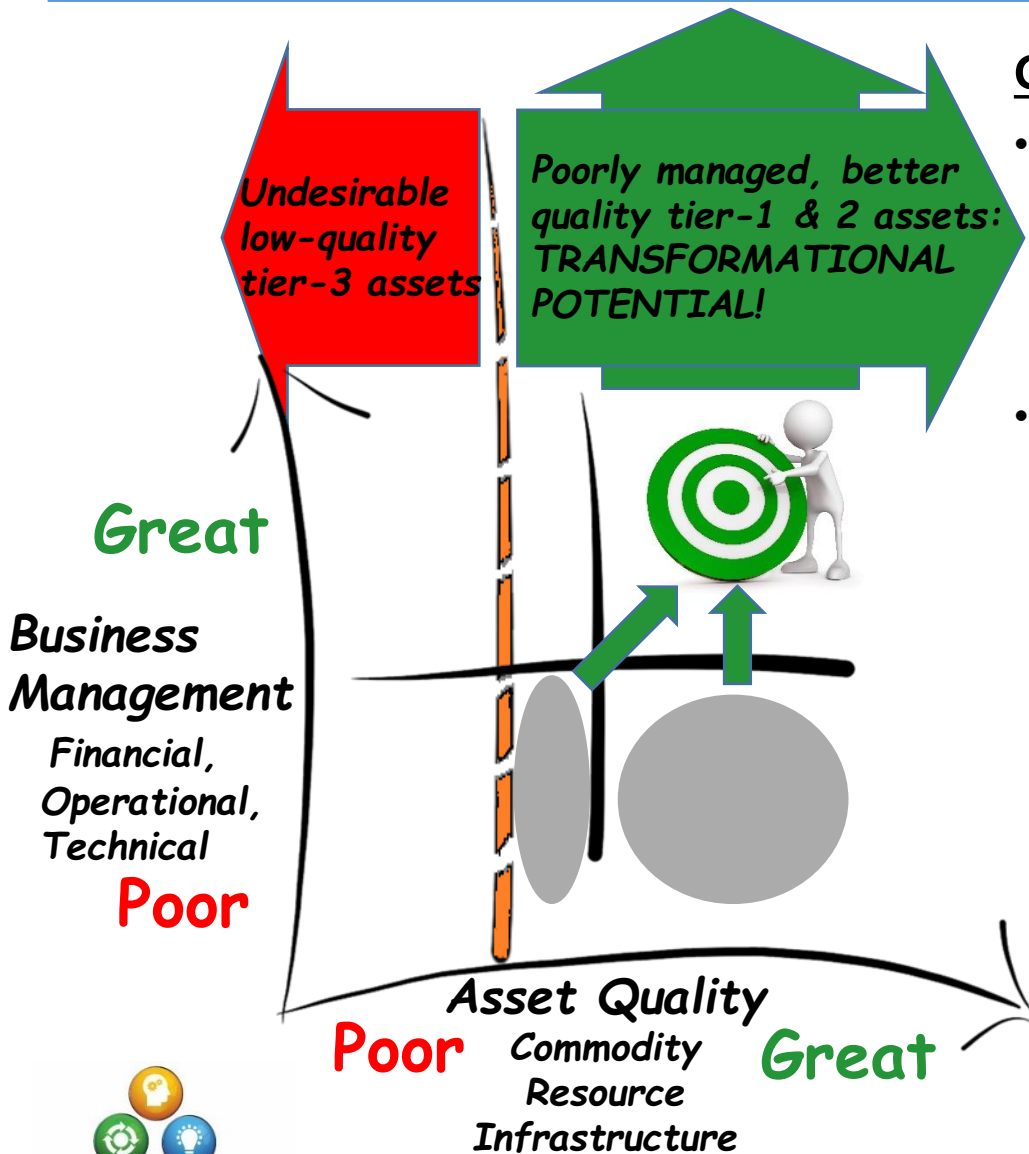 Undesirable
low-quality
tier-3 assets
Poorly managed, better
quality tier-1 & 2 assets:
TRANSFORMATIONAL
POTENTIAL!
Great
Business
Management
Financial,
Operational,
Technical
Poor
Asset Quality
Poor
Commodity
Great
Resource
Infrastructure